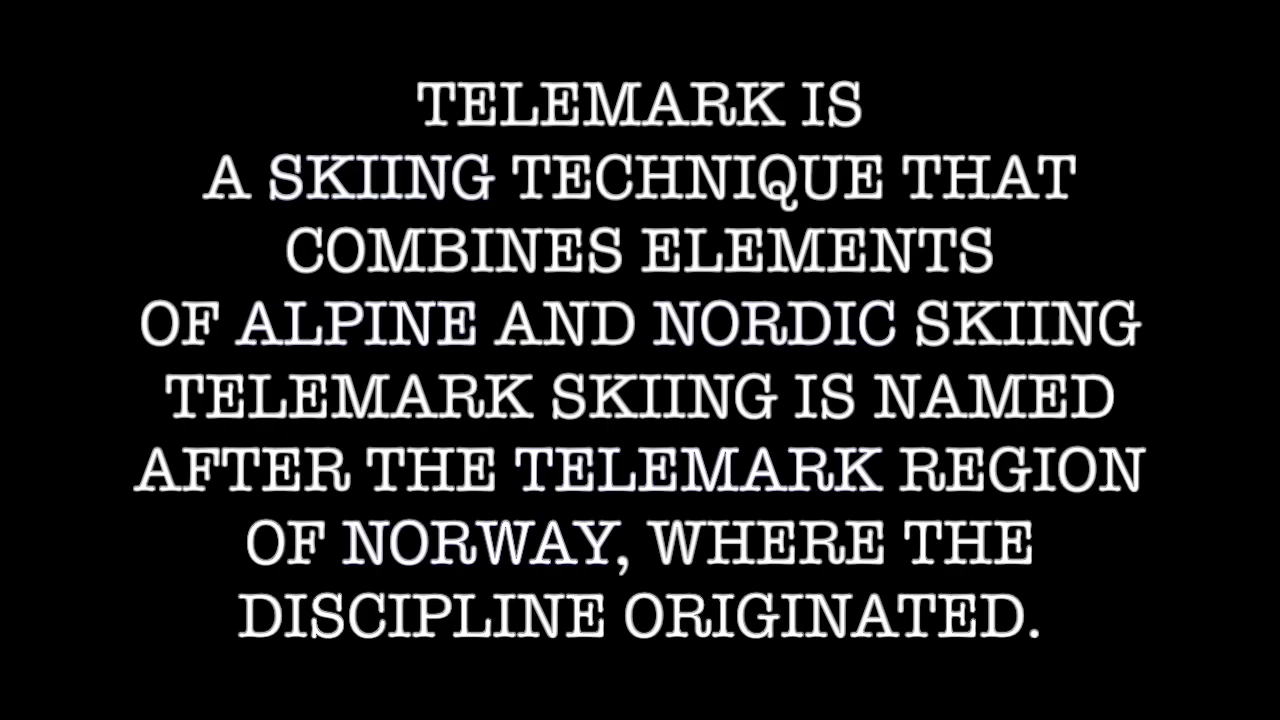 TELEMARK IS
A SKIING TECHNIQUE THAT
COMBINES ELEMENTS
OF ALPINE AND NORDIC SKIING
TELEMARK SKIING IS NAMED
AFTER THE TELEMARK REGION
OF NORWAY, WHERE THE
DISCIPLINE ORIGINATED.